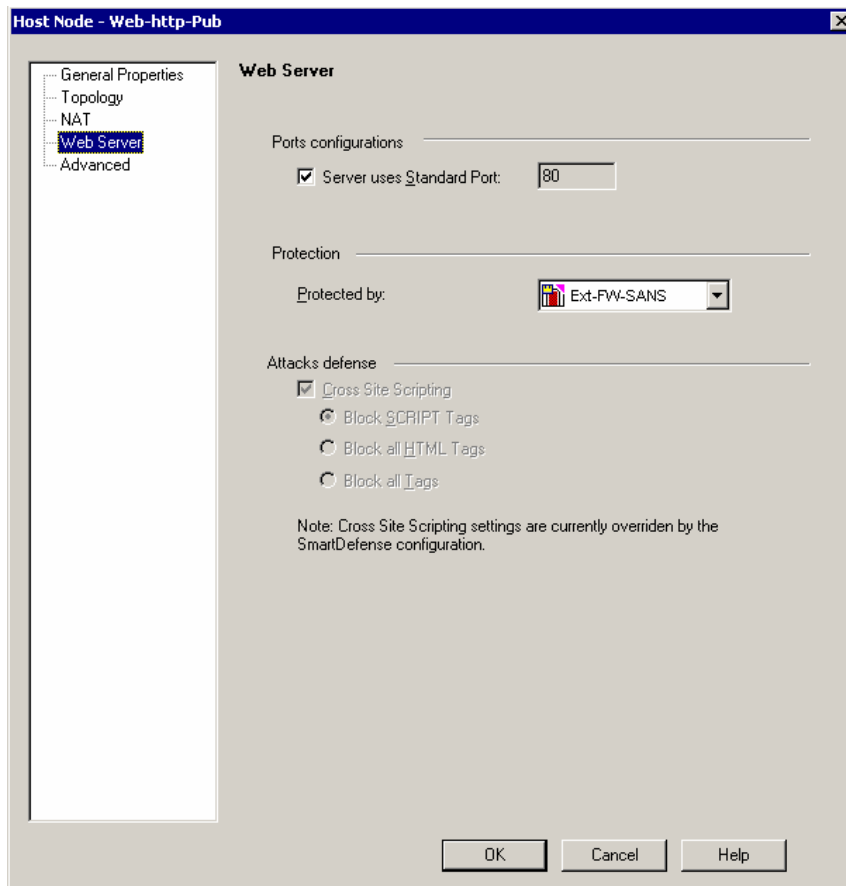 Host Node - Web-http-Pub
General Properties
Topology
NAT
Web Server
Advanced
Web Server
Ports configurations
Server uses Standard Port: 80
Protection
Protected by: Ext-FW-SANS
Attacks defense
Cross Site Scripting
Block SCRIPT Tags
Block all HTML Tags
Block all Tags
Note: Cross Site Scripting settings are currently overriden by the
SmartDefense configuration.
OK Cancel Help